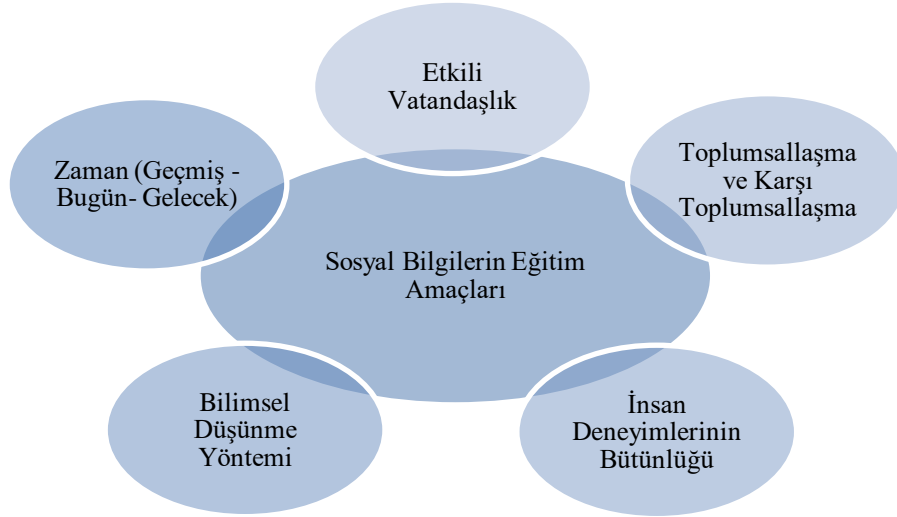 Etkili
Vatandaşlık
Zaman (Geçmiş -
Bugün- Gelecek)
Toplumsallaşma
ve Karşı
Toplumsallaşma
Sosyal Bilgilerin Eğitim
Amaçları
Bilimsel
Düşünme
Yöntemi
İnsan
Deneyimlerinin
Bütünlüğü